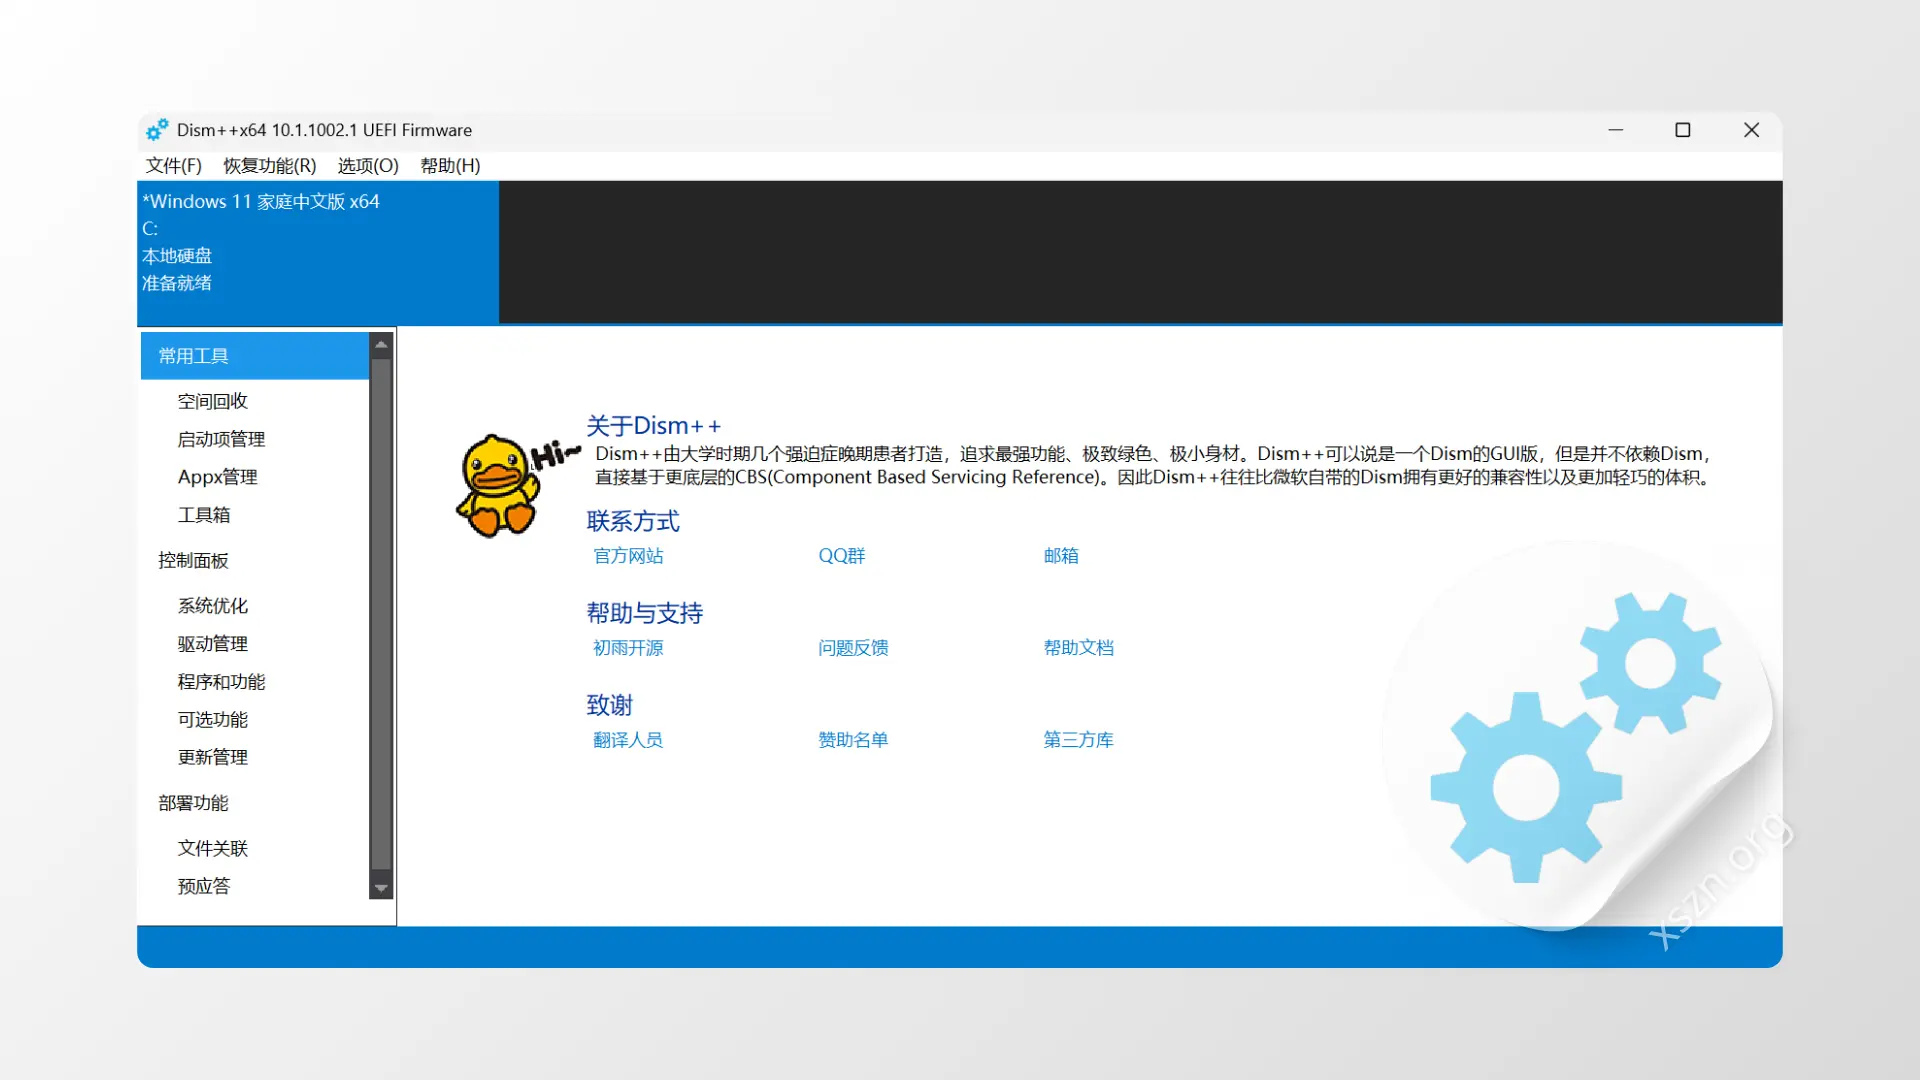 Dism++x64 10.1.1002.1 UEFI Firmware
文件(F) 恢复功能(R) 选项(O) 帮助(H)
*Windows 11 家庭中文版 x64
C:
本地硬盘
准备就绪
常用工具
空间回收
启动项管理
Appx管理
工具箱
控制面板
系统优化
驱动管理
程序和功能
可选功能
更新管理
部署功能
文件关联
预应答
Hi~
关于Dism++
Dism++由大学时期几个强迫症晚期患者打造，追求最强功能、极致绿色、极小身材。Dism++可以说是一个Dism的GUI版，但是并不依赖Dism，
直接基于更底层的CBS(Component Based Servicing Reference)。因此Dism++往往比微软自带的Dism拥有更好的兼容性以及更加轻巧的体积。
联系方式
官方网站 QQ群 邮箱
帮助与支持
初雨开源 问题反馈 帮助文档
致谢
翻译人员 赞助名单 第三方库
xszn.org